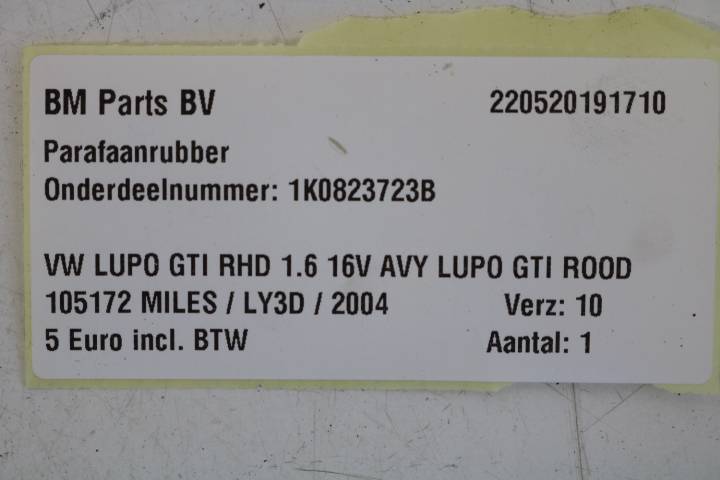 BM Parts BV 220520191710
Parafaanrubber
Onderdeelnummer: 1K0823723B
VW LUPO GTI RHD 1.6 16V AVY LUPO GTI ROOD
105172 MILES / LY3D / 2004 Verz: 10
5 Euro incl. BTW Aantal: 1